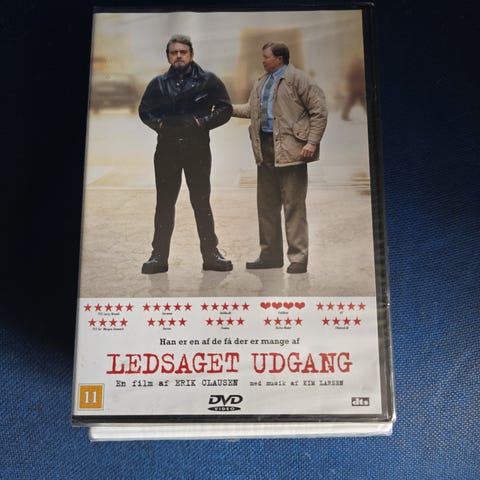 Han er en af de få der er mange af
LEDSAGET UDGANG
En film af ERIK CLAUSEN med musik af KIM LARSEN
11
DVD
VIDEO
dts